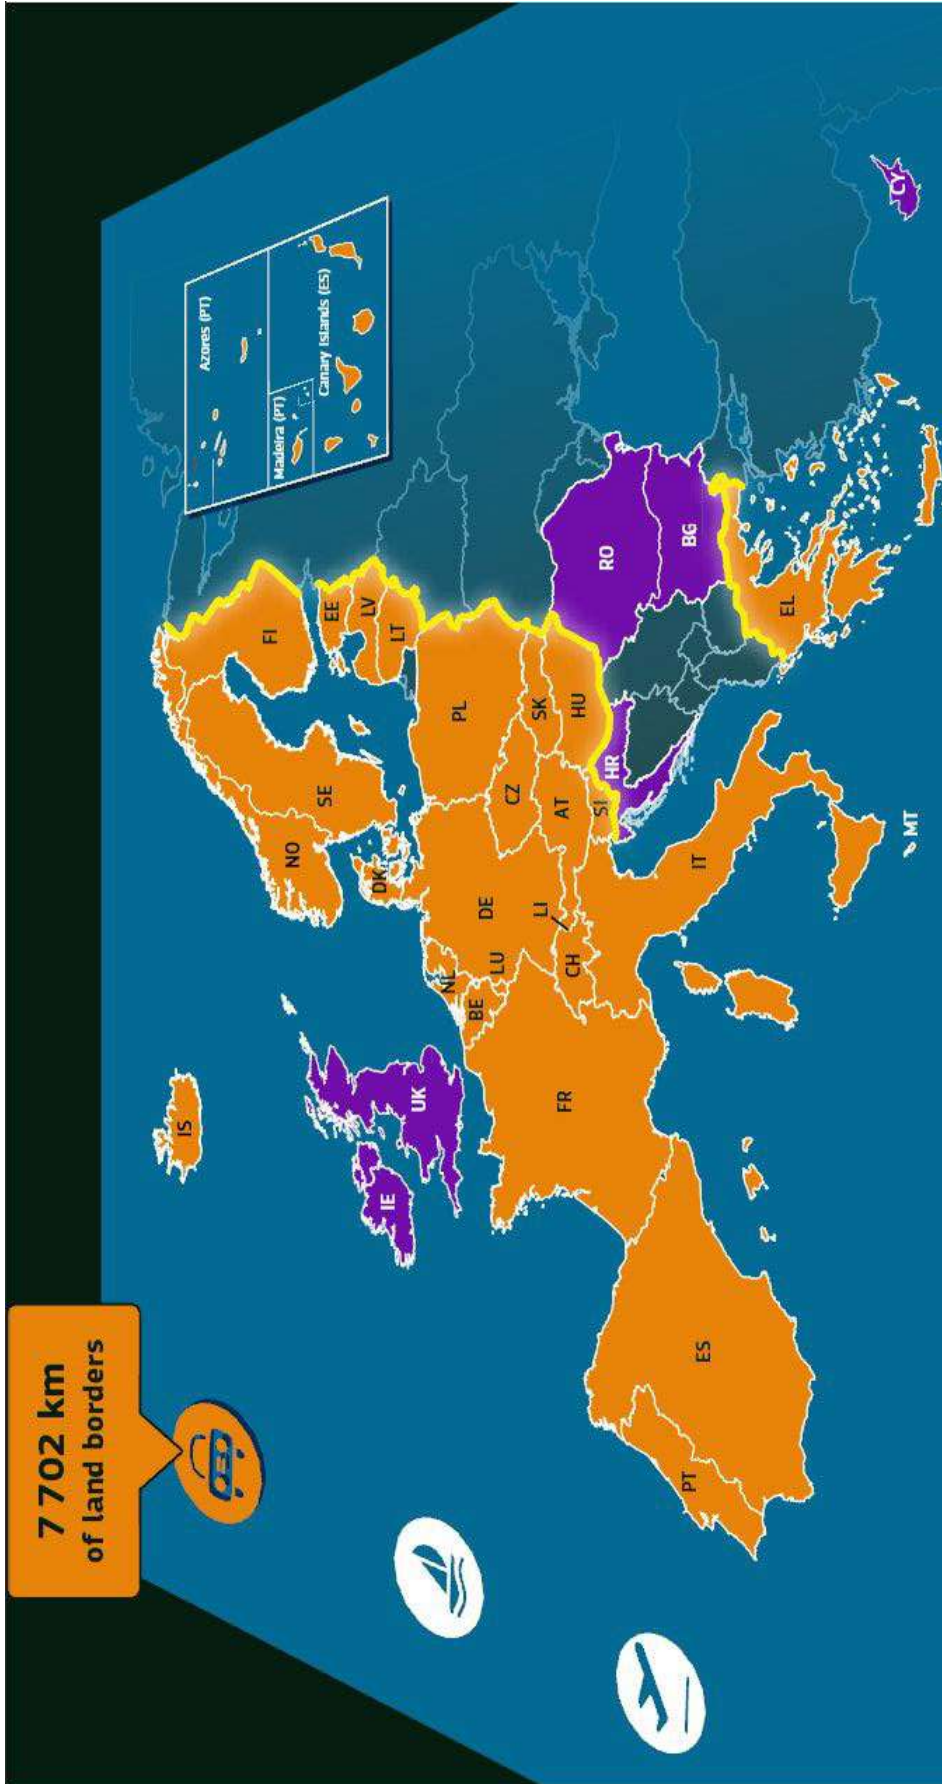 7 702 km
of land borders
Azores (PT)
Madeira (PT)
Canary Islands (ES)
IS
NO
SE
FI
EE
LV
LT
DK
IE
UK
NL
BE
LU
DE
PL
CZ
SK
LI
CH
AT
HU
FR
SI
HR
RO
BG
PT
ES
IT
EL
MT
CY